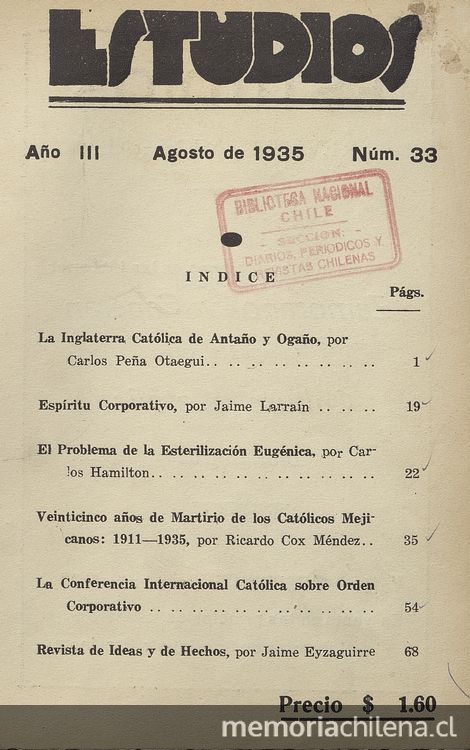 ESTUDIOS
Año III Agosto de 1935 Núm. 33
BIBLIOTECA NACIONAL
CHILE
- SECCION -
DIARIOS, PERIODICOS Y
REVISTAS CHILENAS
INDICE
Págs.
La Inglaterra Católica de Antaño y Ogaño, por
Carlos Peña Otaegui.. .. .. .. .. .. .. .. .. 1
Espíritu Corporativo, por Jaime Larraín .. .. .. 19
El Problema de la Esterilización Eugénica, por Car-
los Hamilton.. .. .. .. .. .. .. .. .. .. .. 22
Veinticinco años de Martirio de los Católicos Meji-
canos: 1911—1935, por Ricardo Cox Méndez.. 35
La Conferencia Internacional Católica sobre Orden
Corporativo .. .. .. .. .. .. .. .. .. .. .. 54
Revista de Ideas y de Hechos, por Jaime Eyzaguirre 68
Precio $ 1.60
memoriachilena.cl